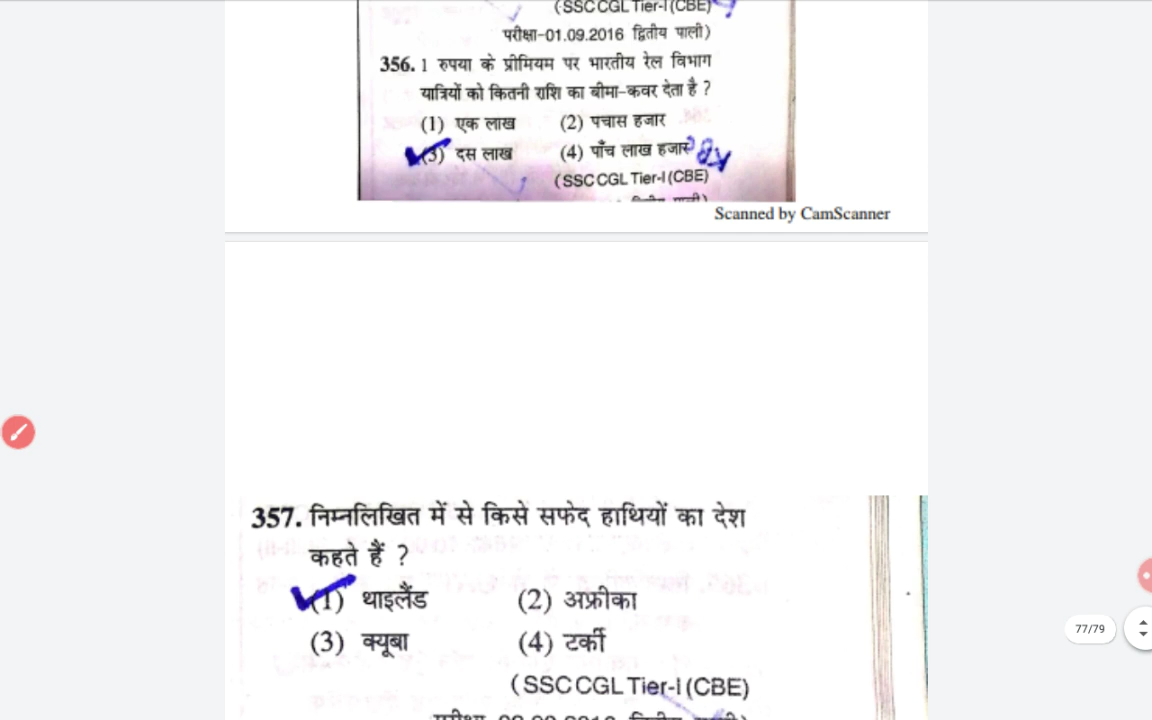 (SSC CGL Tier-I (CBE)
परीक्षा-01.09.2016 द्वितीय पाली)
356. 1 रुपया के प्रीमियम पर भारतीय रेल विभाग
यात्रियों को कितनी राशि का बीमा-कवर देता है ?
(1) एक लाख (2) पचास हजार
(3) दस लाख (4) पाँच लाख हजार
(SSC CGL Tier-I (CBE)
Scanned by CamScanner
357. निम्नलिखित में से किसे सफेद हाथियों का देश
कहते हैं ?
(1) थाइलैंड (2) अफ्रीका
(3) क्यूबा (4) टर्की
77/79
(SSC CGL Tier-I (CBE)